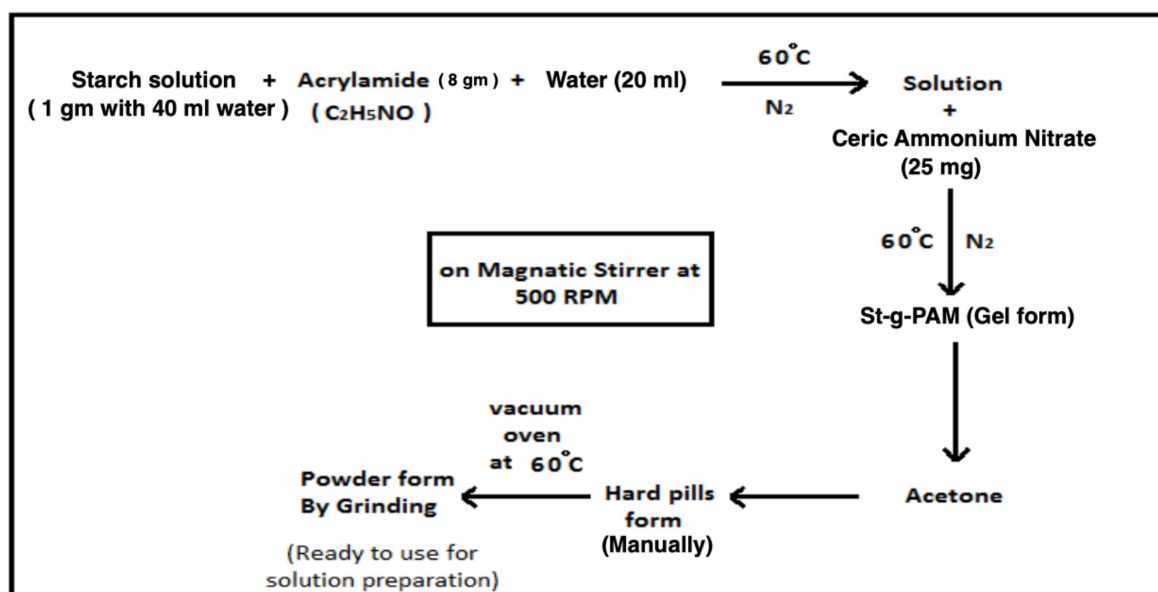 Starch solution + Acrylamide ( 8 gm ) + Water (20 ml)
( 1 gm with 40 ml water ) ( C₂H₅NO )
60°C
N₂
Solution
+
Ceric Ammonium Nitrate
(25 mg)
60°C N₂
on Magnatic Stirrer at
500 RPM
St-g-PAM (Gel form)
Acetone
Hard pills
form
(Manually)
vacuum
oven
at 60°C
Powder form
By Grinding
(Ready to use for
solution preparation)